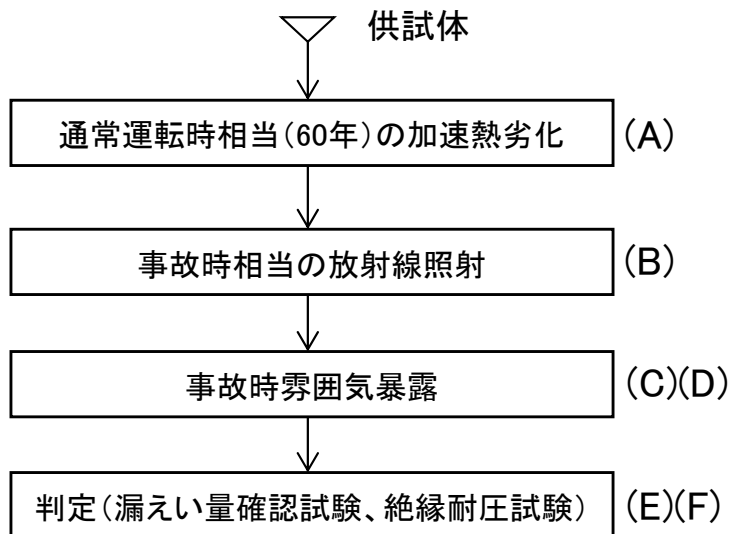 供試体
通常運転時相当(60年)の加速熱劣化 (A)
事故時相当の放射線照射 (B)
事故時雰囲気暴露 (C)(D)
判定(漏えい量確認試験、絶縁耐圧試験) (E)(F)